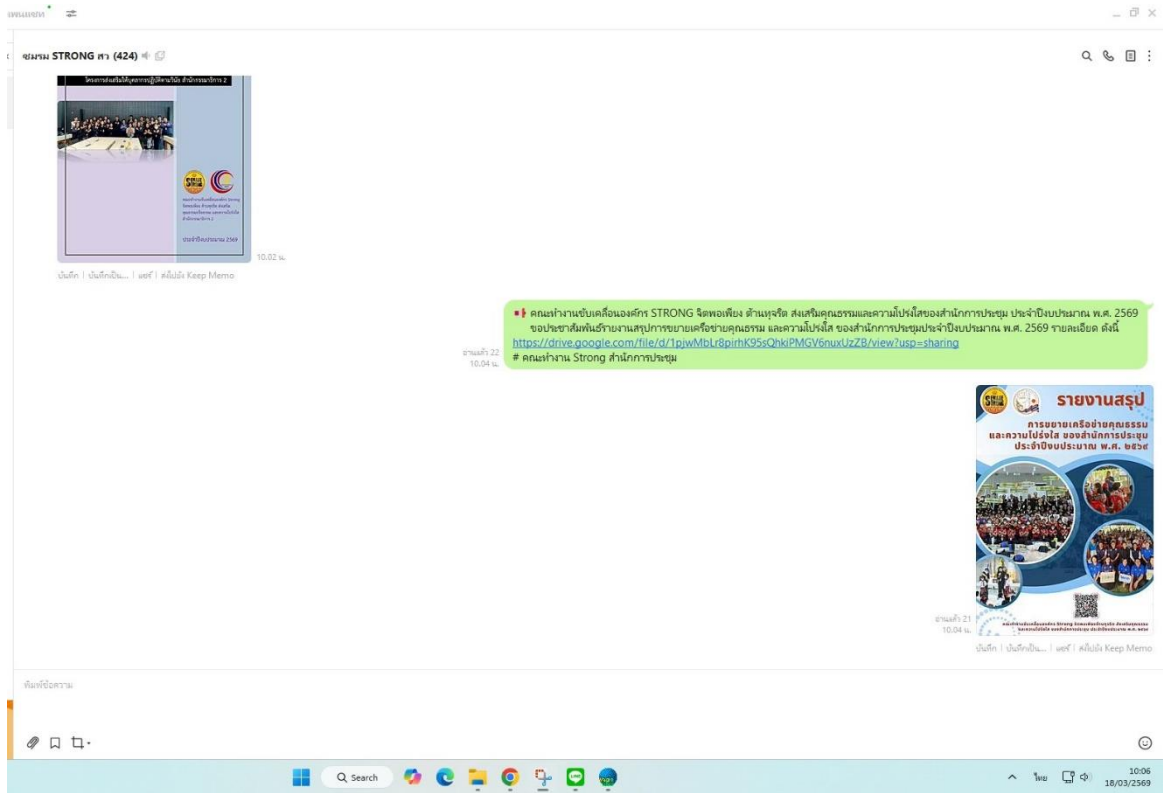 ชมรม STRONG สว (424)
โครงการส่งเสริมให้บุคลากรปฏิบัติตามวินัย สำนักกรรมาธิการ 2
STRONG
ประจำปีงบประมาณ 2569
10.02 น.
บันทึก | บันทึกเป็น... | แชร์ | ส่งไปยัง Keep Memo
คณะทำงานขับเคลื่อนองค์กร STRONG จิตพอเพียง ต้านทุจริต ส่งเสริมคุณธรรมและความโปร่งใสของสำนักการประชุม ประจำปีงบประมาณ พ.ศ. 2569
ขอประชาสัมพันธ์รายงานสรุปการขยายเครือข่ายคุณธรรม และความโปร่งใส ของสำนักการประชุมประจำปีงบประมาณ พ.ศ. 2569 รายละเอียด ดังนี้
https://drive.google.com/file/d/1pjwMbLr8pirhK95sQhkiPMGV6nuxUzZB/view?usp=sharing
# คณะทำงาน Strong สำนักการประชุม
อ่านแล้ว 22
10.04 น.
รายงานสรุป
การขยายเครือข่ายคุณธรรม
และความโปร่งใส ของสำนักการประชุม
ประจำปีงบประมาณ พ.ศ. ๒๕๖๙
อ่านแล้ว 21
10.04 น.
บันทึก | บันทึกเป็น... | แชร์ | ส่งไปยัง Keep Memo
พิมพ์ข้อความ
Search
ไทย
10:06
18/03/2569